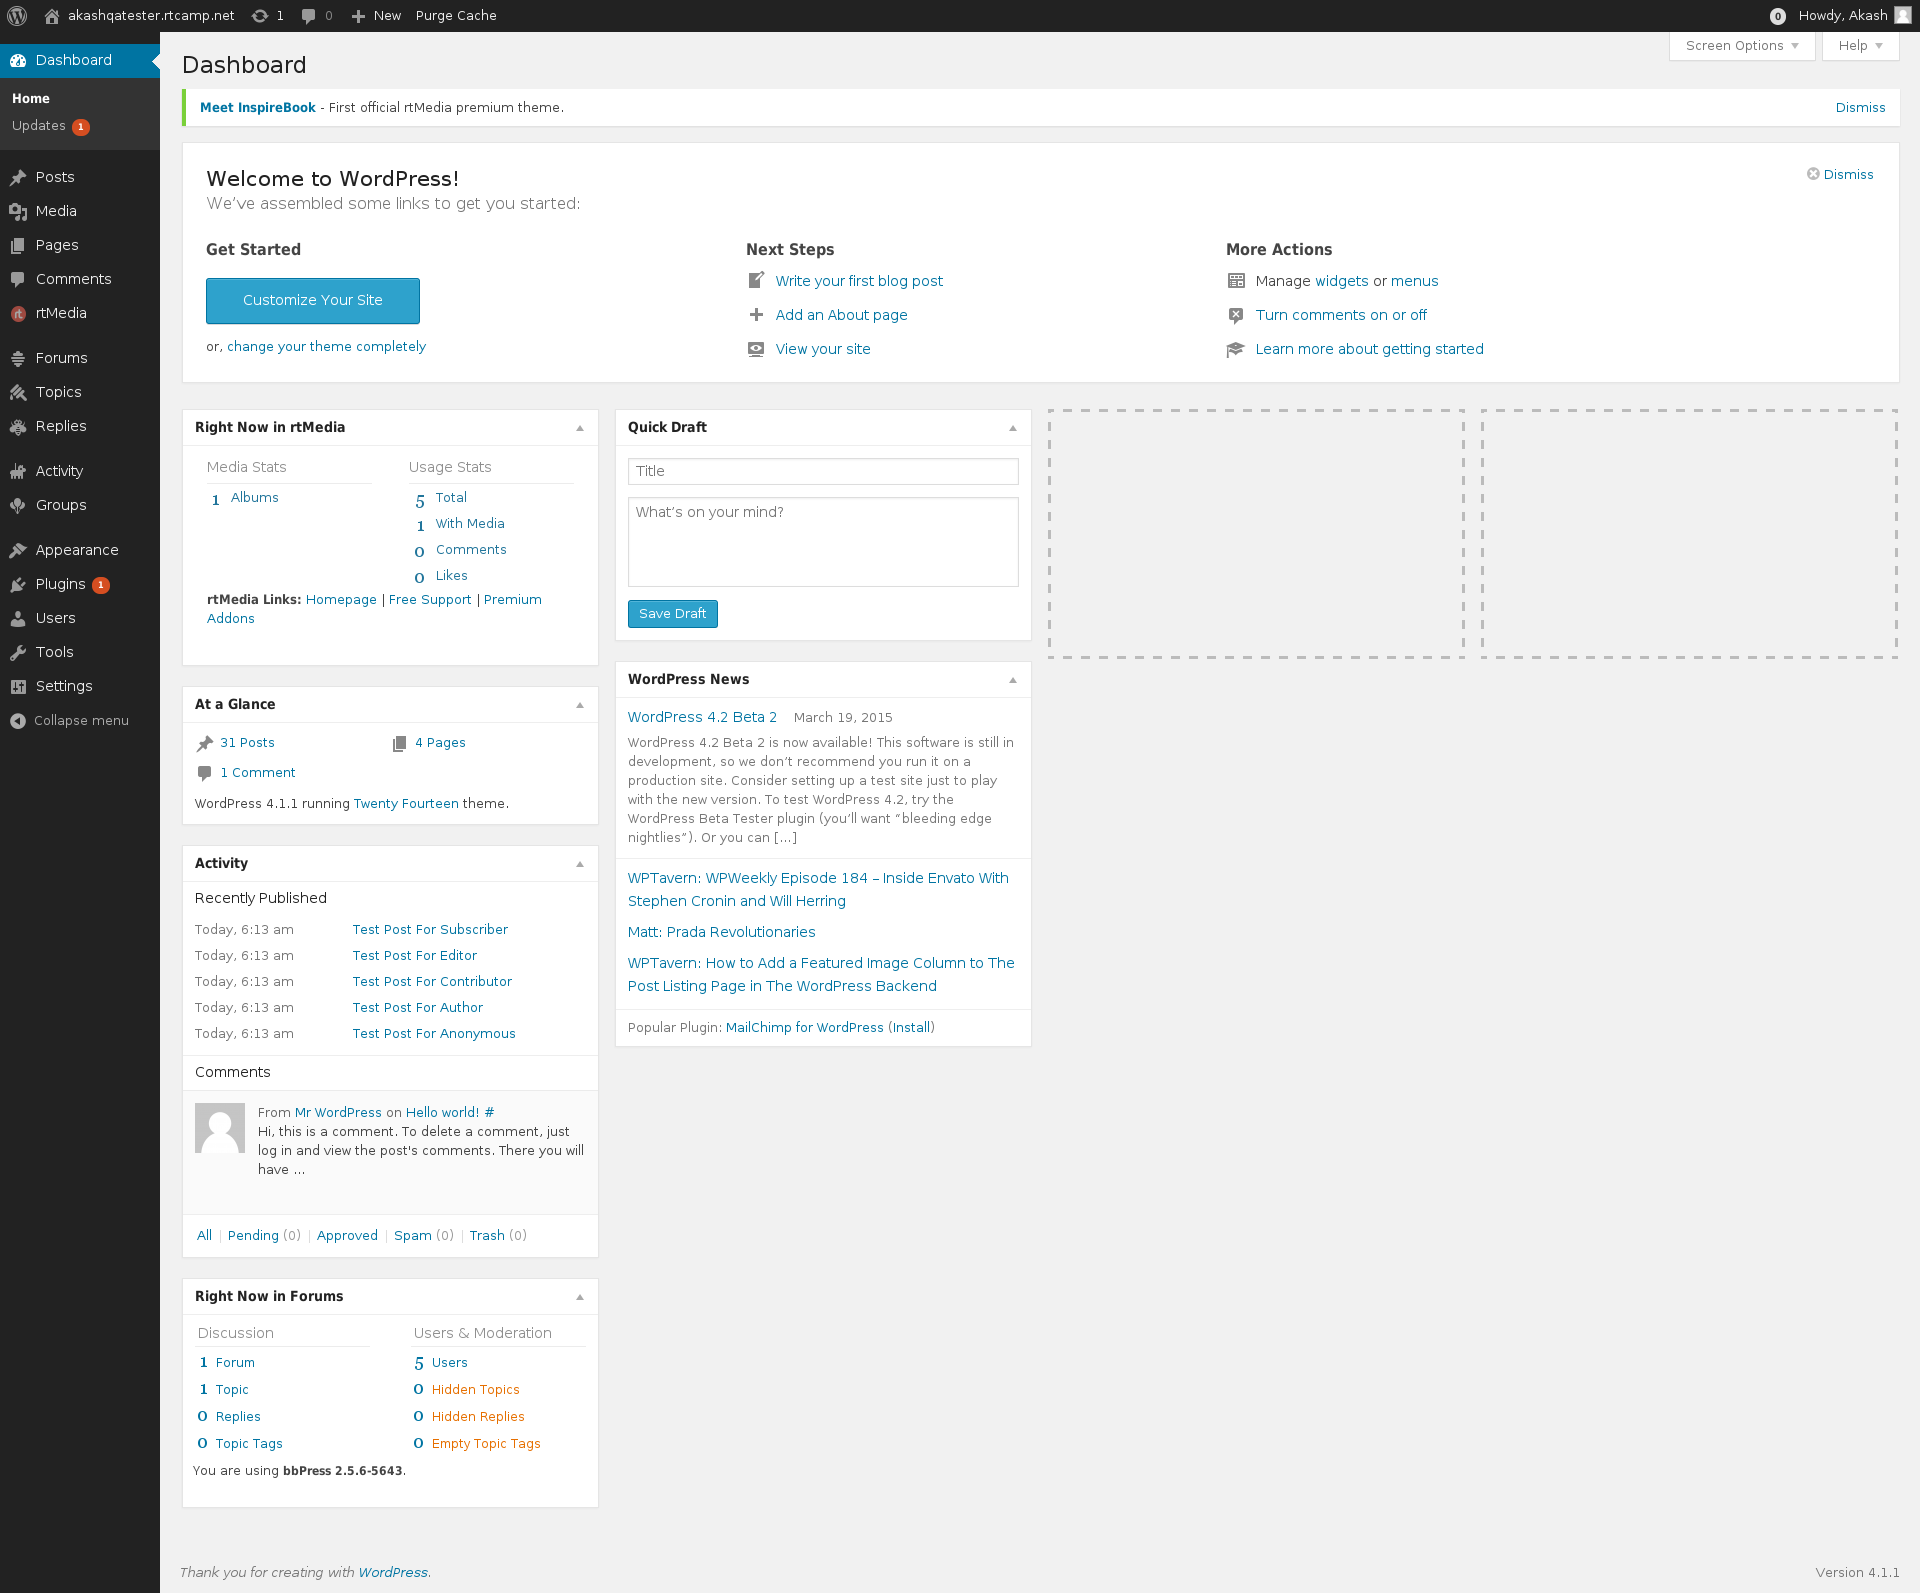 akashqatester.rtcamp.net 1 0 New Purge Cache 0 Howdy, Akash
Dashboard
Home
Updates 1
Posts
Media
Pages
Comments
rtMedia
Forums
Topics
Replies
Activity
Groups
Appearance
Plugins 1
Users
Tools
Settings
Collapse menu
Screen Options Help
Dashboard
Meet InspireBook - First official rtMedia premium theme. Dismiss
Welcome to WordPress! Dismiss
We've assembled some links to get you started:
Get Started
Customize Your Site
or, change your theme completely
Next Steps
Write your first blog post
Add an About page
View your site
More Actions
Manage widgets or menus
Turn comments on or off
Learn more about getting started
Right Now in rtMedia
Media Stats
1 Albums
Usage Stats
5 Total
1 With Media
0 Comments
0 Likes
rtMedia Links: Homepage | Free Support | Premium
Addons
At a Glance
31 Posts 4 Pages
1 Comment
WordPress 4.1.1 running Twenty Fourteen theme.
Activity
Recently Published
Today, 6:13 am Test Post For Subscriber
Today, 6:13 am Test Post For Editor
Today, 6:13 am Test Post For Contributor
Today, 6:13 am Test Post For Author
Today, 6:13 am Test Post For Anonymous
Comments
From Mr WordPress on Hello world! #
Hi, this is a comment. To delete a comment, just
log in and view the post's comments. There you will
have …
All | Pending (0) | Approved | Spam (0) | Trash (0)
Right Now in Forums
Discussion
1 Forum
1 Topic
0 Replies
0 Topic Tags
Users & Moderation
5 Users
0 Hidden Topics
0 Hidden Replies
0 Empty Topic Tags
You are using bbPress 2.5.6-5643.
Quick Draft
Title
What's on your mind?
Save Draft
WordPress News
WordPress 4.2 Beta 2 March 19, 2015
WordPress 4.2 Beta 2 is now available! This software is still in
development, so we don't recommend you run it on a
production site. Consider setting up a test site just to play
with the new version. To test WordPress 4.2, try the
WordPress Beta Tester plugin (you'll want "bleeding edge
nightlies"). Or you can […]
WPTavern: WPWeekly Episode 184 – Inside Envato With
Stephen Cronin and Will Herring
Matt: Prada Revolutionaries
WPTavern: How to Add a Featured Image Column to The
Post Listing Page in The WordPress Backend
Popular Plugin: MailChimp for WordPress (Install)
Thank you for creating with WordPress. Version 4.1.1